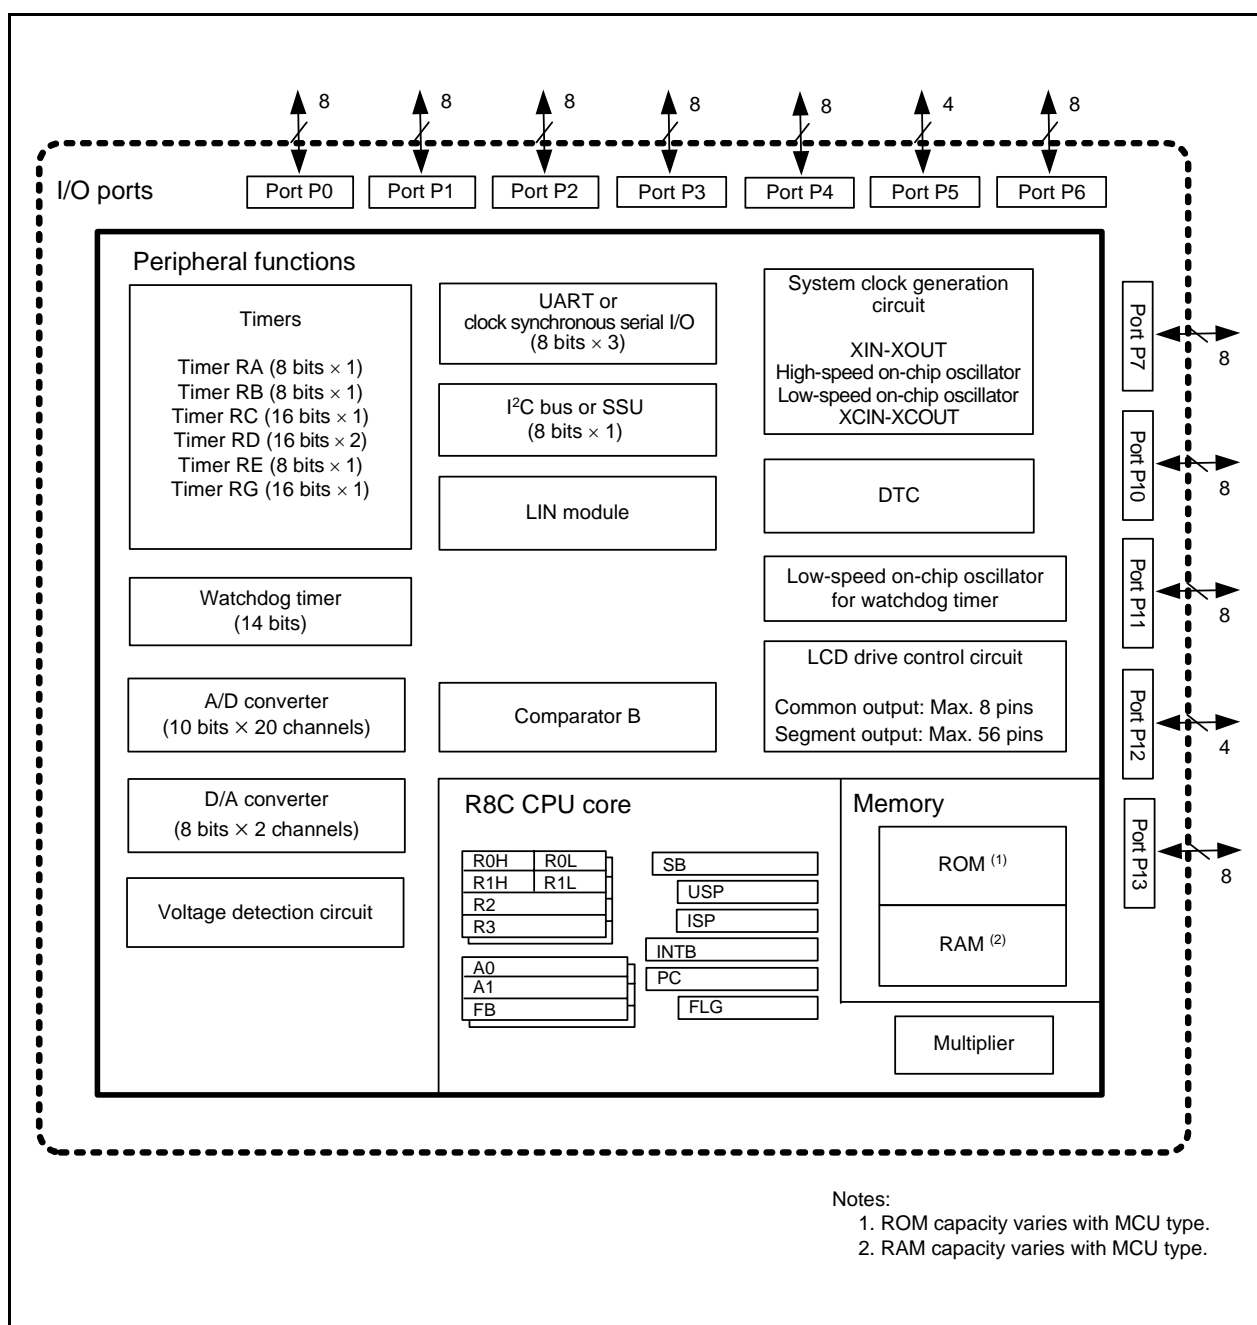 8 8 8 8 8 4 8
I/O ports
Port P0 Port P1 Port P2 Port P3 Port P4 Port P5 Port P6
Peripheral functions
Timers
Timer RA (8 bits × 1)
Timer RB (8 bits × 1)
Timer RC (16 bits × 1)
Timer RD (16 bits × 2)
Timer RE (8 bits × 1)
Timer RG (16 bits × 1)
Watchdog timer
(14 bits)
A/D converter
(10 bits × 20 channels)
D/A converter
(8 bits × 2 channels)
Voltage detection circuit
UART or
clock synchronous serial I/O
(8 bits × 3)
I²C bus or SSU
(8 bits × 1)
LIN module
Comparator B
System clock generation
circuit
XIN-XOUT
High-speed on-chip oscillator
Low-speed on-chip oscillator
XCIN-XCOUT
DTC
Low-speed on-chip oscillator
for watchdog timer
LCD drive control circuit
Common output: Max. 8 pins
Segment output: Max. 56 pins
R8C CPU core
R0H R0L
R1H R1L
R2
R3
A0
A1
FB
SB
USP
ISP
INTB
PC
FLG
Memory
ROM (1)
RAM (2)
Multiplier
Port P7
8
Port P10
8
Port P11
8
Port P12
4
Port P13
8
Notes:
1. ROM capacity varies with MCU type.
2. RAM capacity varies with MCU type.